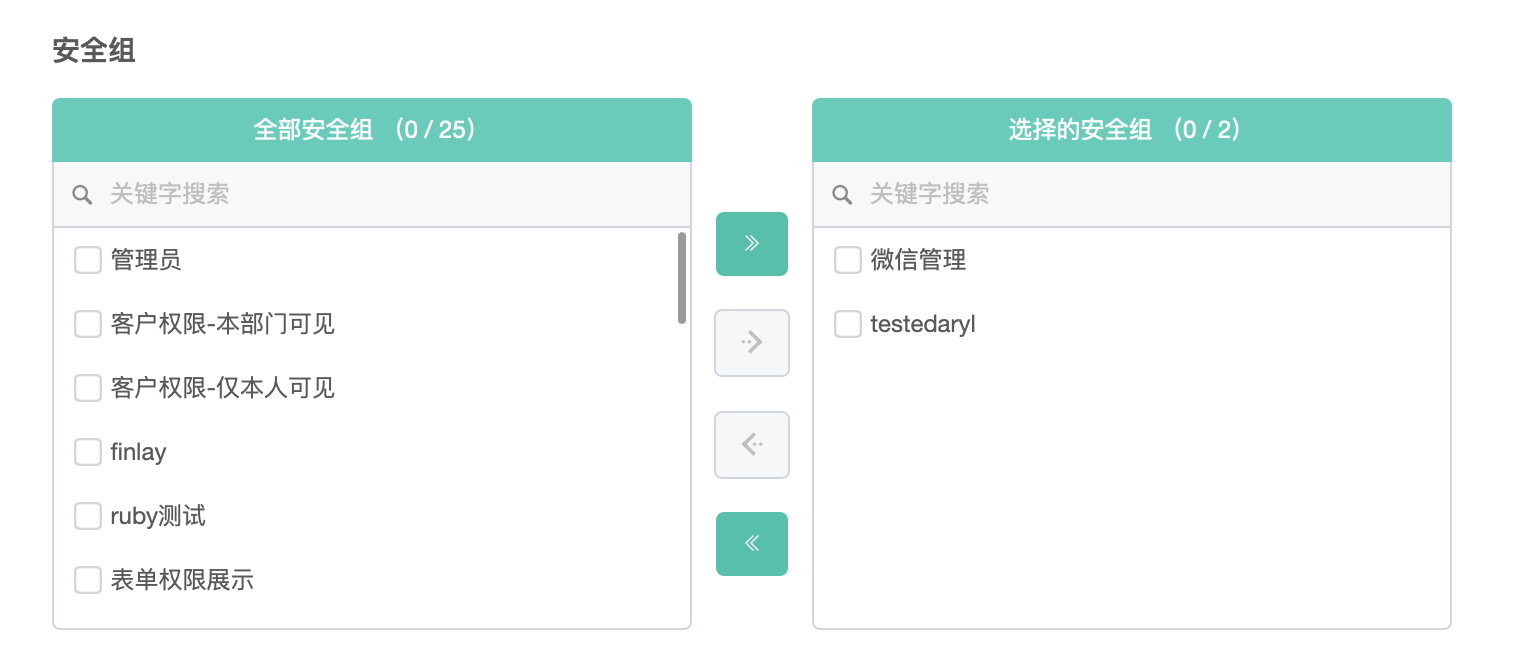 安全组
全部安全组 （0 / 25）
关键字搜索
管理员
客户权限-本部门可见
客户权限-仅本人可见
finlay
ruby测试
表单权限展示
选择的安全组 （0 / 2）
关键字搜索
微信管理
testedaryl